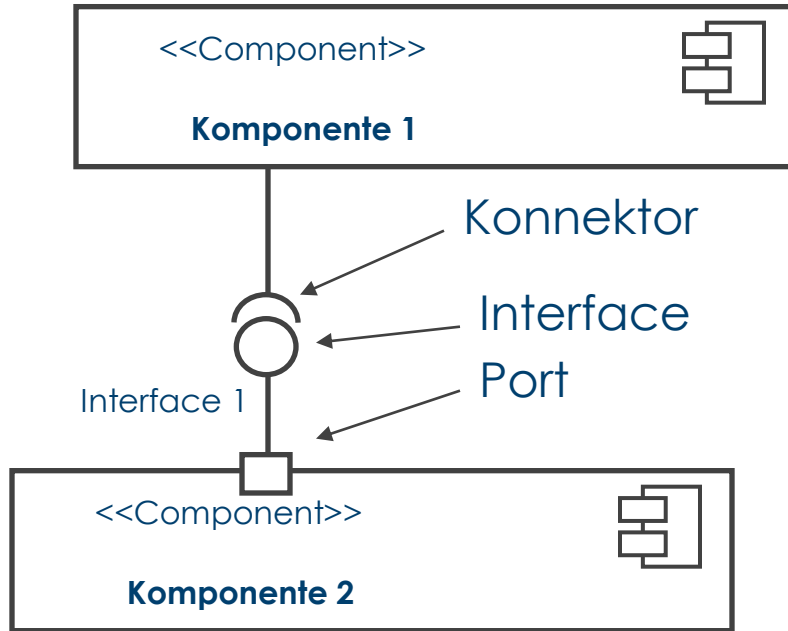 <<Component>>
Komponente 1
Konnektor
Interface
Port
Interface 1
<<Component>>
Komponente 2